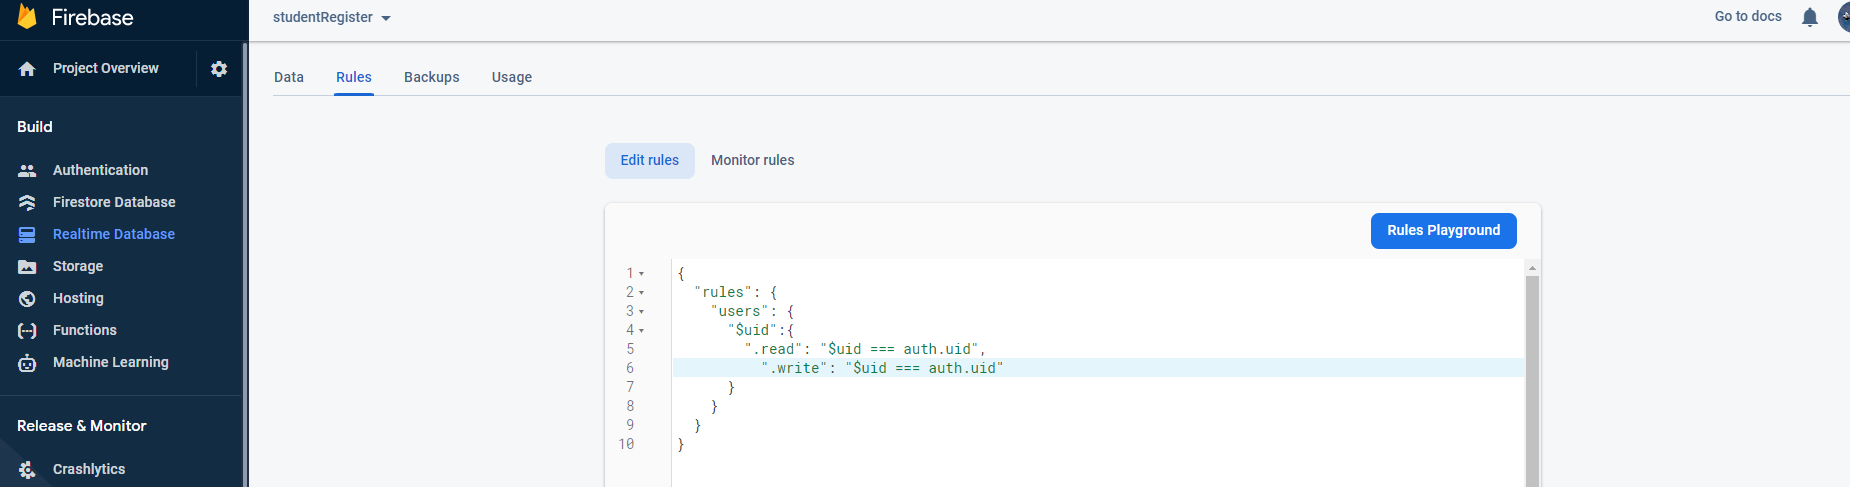 Firebase
studentRegister
Go to docs
Project Overview
Data Rules Backups Usage
Build
Authentication
Firestore Database
Realtime Database
Storage
Hosting
Functions
Machine Learning
Release & Monitor
Crashlytics
Edit rules Monitor rules
Rules Playground
1 {
2 "rules": {
3 "users": {
4 "$uid":{
5 ".read": "$uid === auth.uid",
6 ".write": "$uid === auth.uid"
7 }
8 }
9 }
10 }